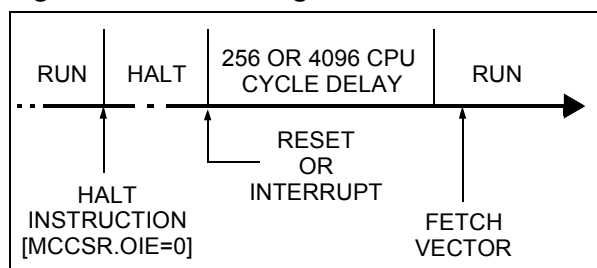 RUN
HALT
256 OR 4096 CPU
CYCLE DELAY
RUN
HALT
INSTRUCTION
[MCCSR.OIE=0]
RESET
OR
INTERRUPT
FETCH
VECTOR